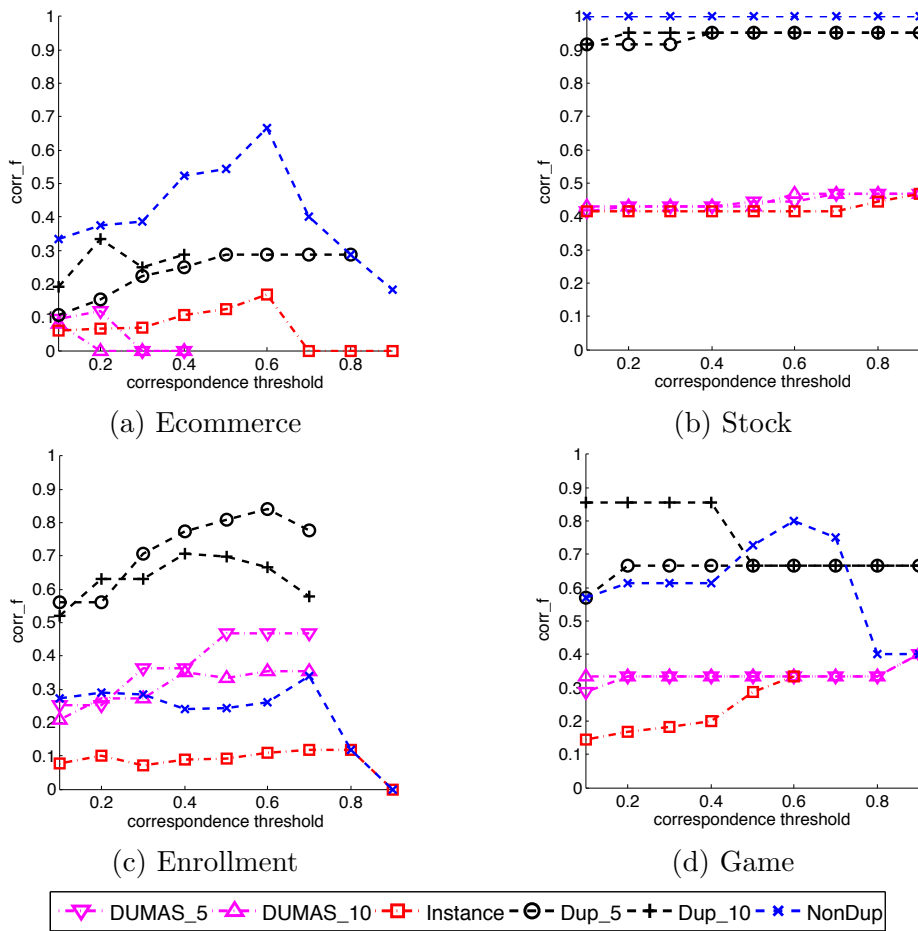 1
0.9
0.8
0.7
0.6
0.5
0.4
0.3
0.2
0.1
0
corr_f
0.2 0.4 0.6 0.8
correspondence threshold
(a) Ecommerce
1
0.9
0.8
0.7
0.6
0.5
0.4
0.3
0.2
0.1
0
corr_f
0.2 0.4 0.6 0.8
correspondence threshold
(b) Stock
1
0.9
0.8
0.7
0.6
0.5
0.4
0.3
0.2
0.1
0
corr_f
0.2 0.4 0.6 0.8
correspondence threshold
(c) Enrollment
1
0.9
0.8
0.7
0.6
0.5
0.4
0.3
0.2
0.1
0
corr_f
0.2 0.4 0.6 0.8
correspondence threshold
(d) Game
DUMAS_5 DUMAS_10 Instance Dup_5 Dup_10 NonDup